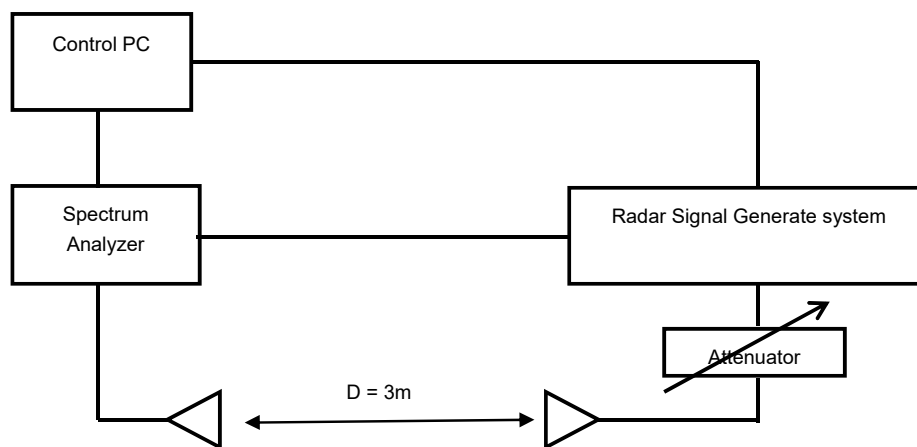 Control PC
Spectrum
Analyzer
Radar Signal Generate system
Attenuator
D = 3m